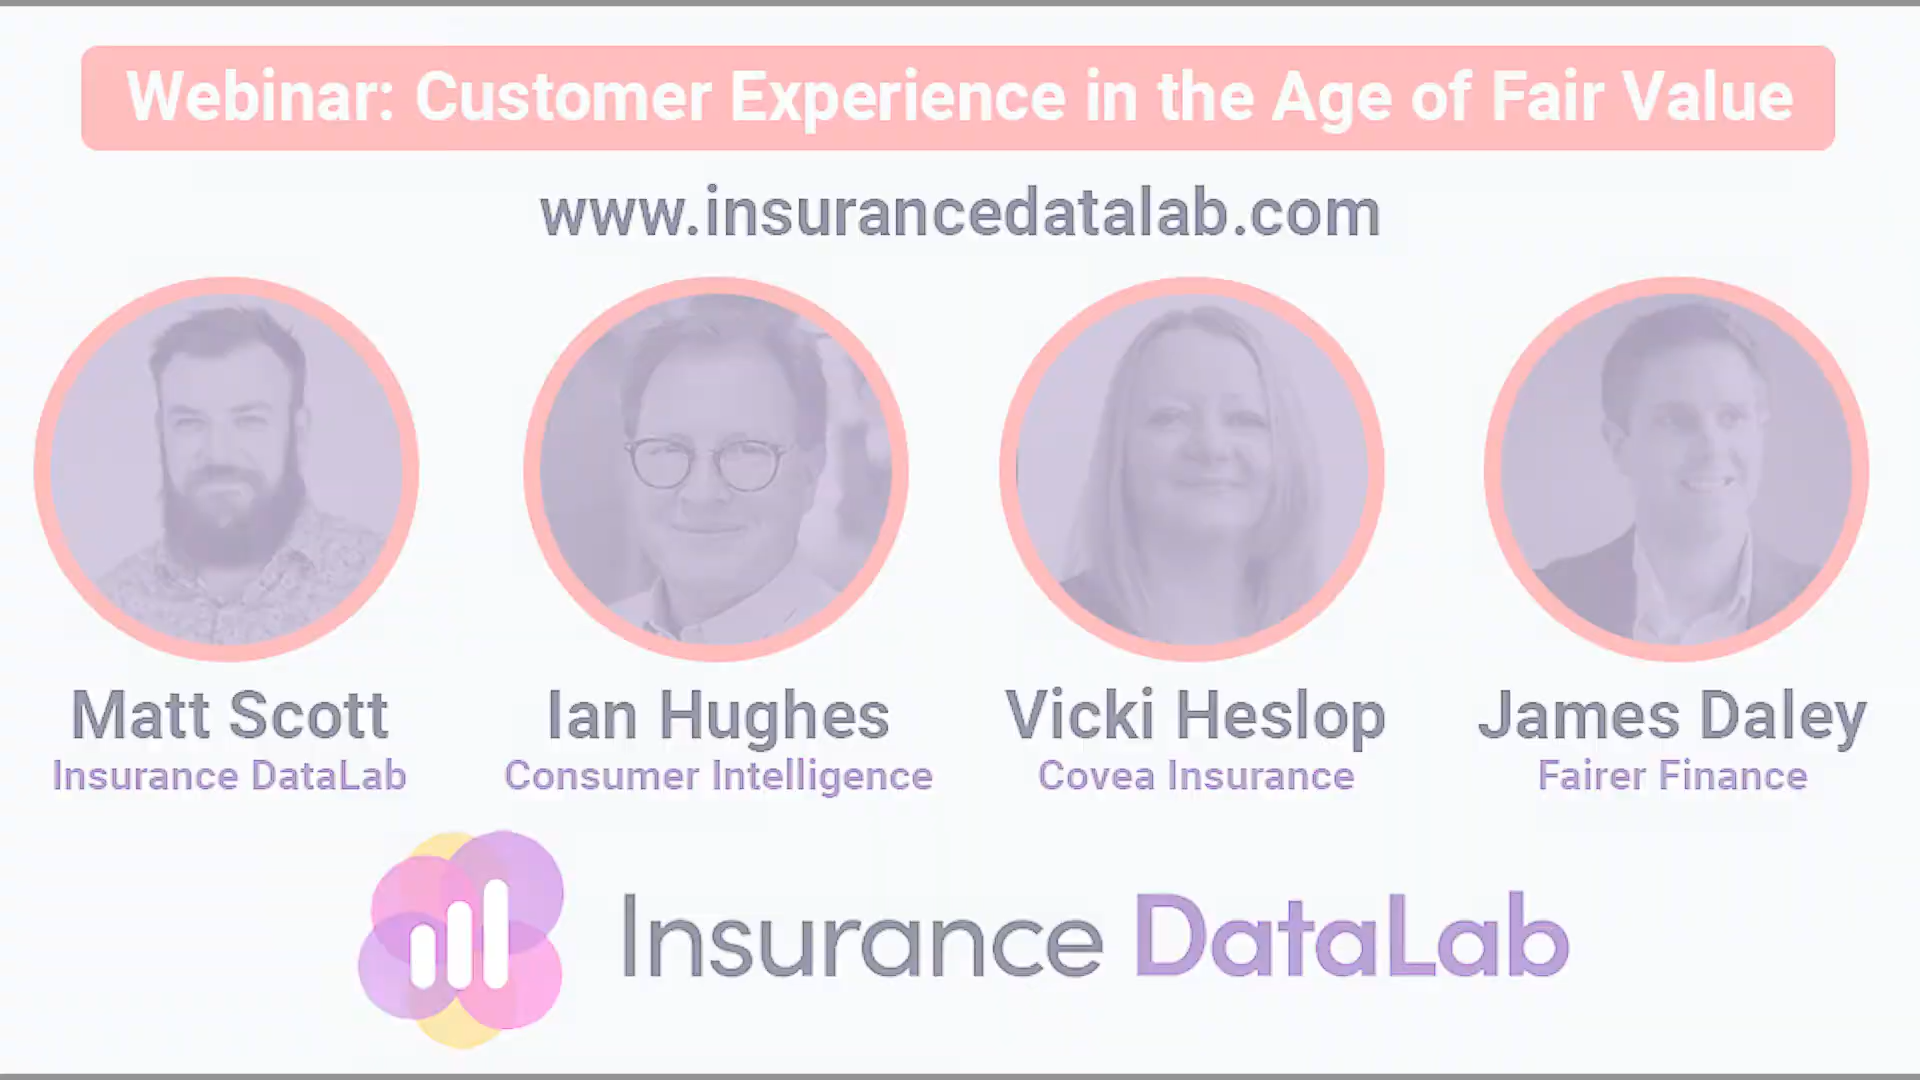 Webinar: Customer Experience in the Age of Fair Value
www.insurancedatalab.com
Matt Scott
Insurance DataLab
Ian Hughes
Consumer Intelligence
Vicki Heslop
Covea Insurance
James Daley
Fairer Finance
Insurance DataLab